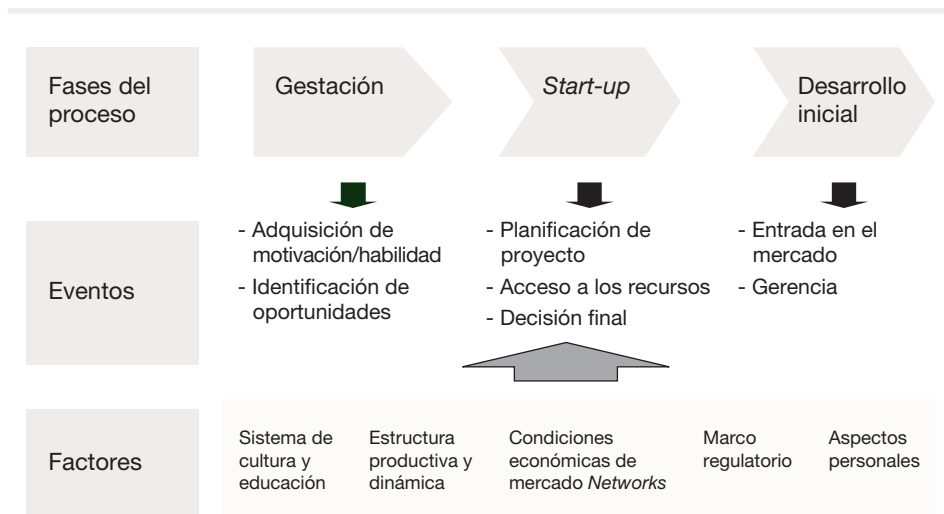 Fases del
proceso
Gestación
Start-up
Desarrollo
inicial
Eventos
- Adquisición de
motivación/habilidad
- Identificación de
oportunidades
- Planificación de
proyecto
- Acceso a los recursos
- Decisión final
- Entrada en el
mercado
- Gerencia
Factores
Sistema de
cultura y
educación
Estructura
productiva y
dinámica
Condiciones
económicas de
mercado Networks
Marco
regulatorio
Aspectos
personales